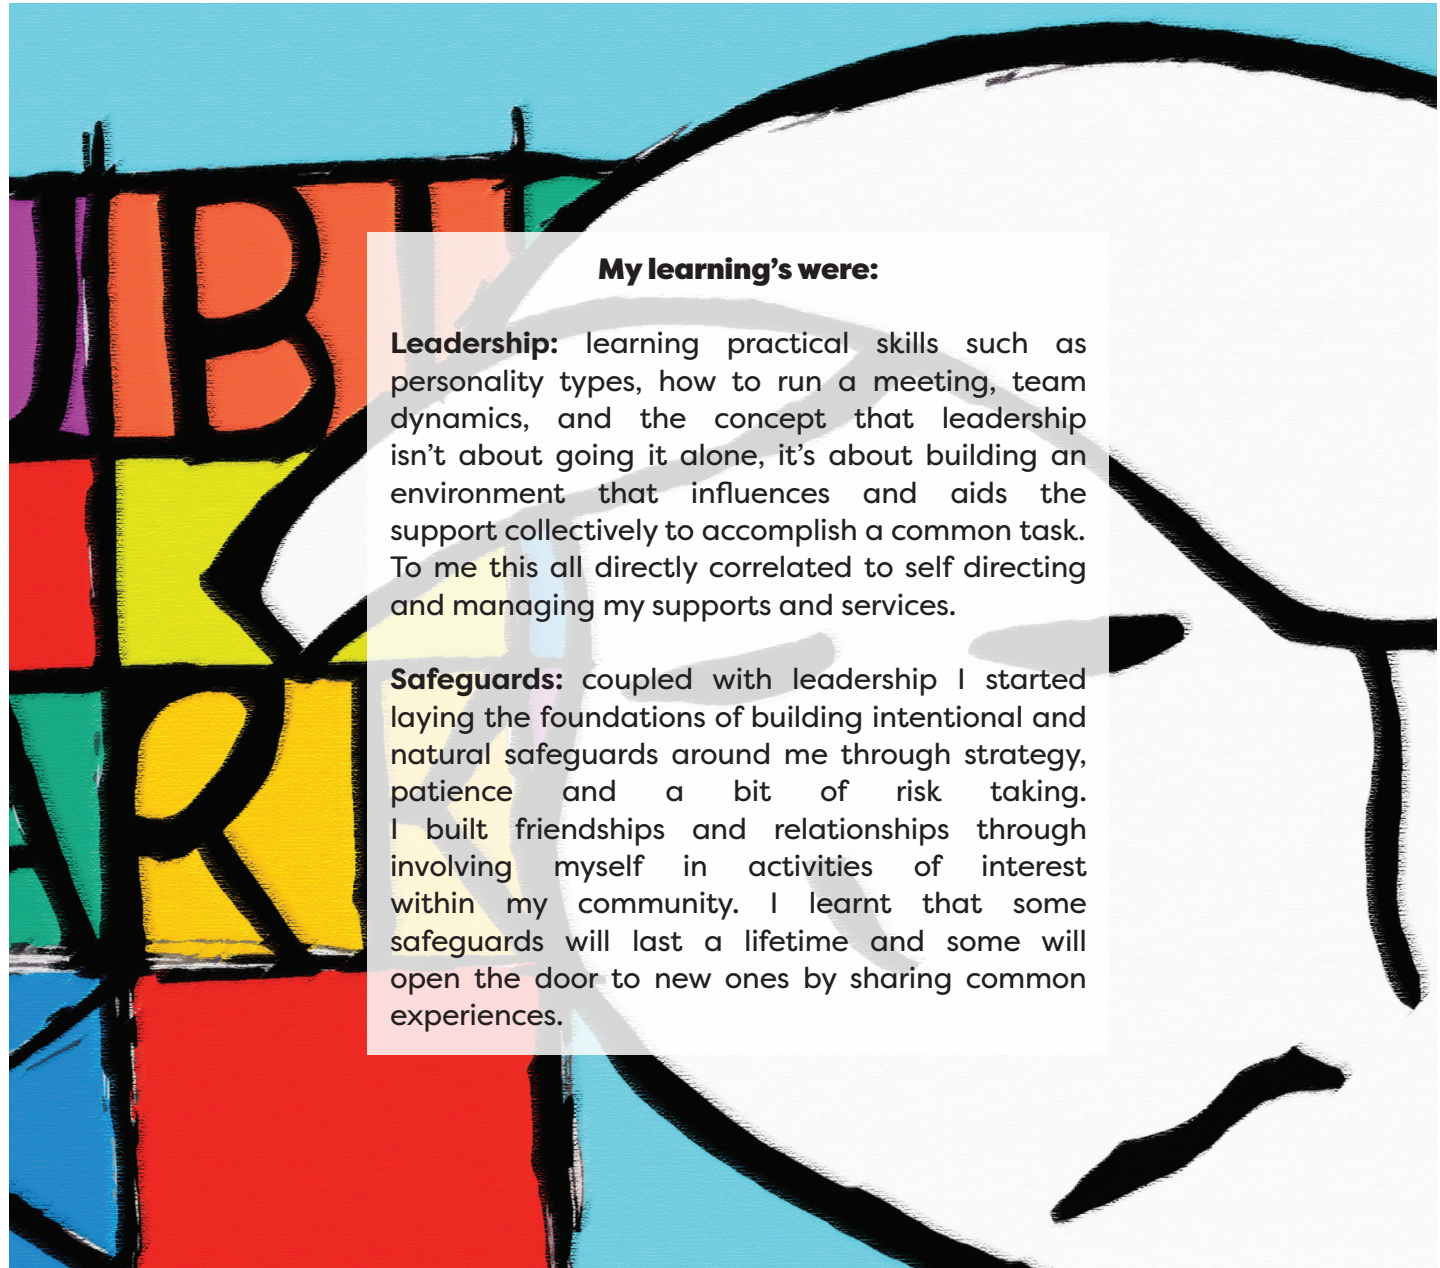 UBI
ARK
My learning's were:
Leadership: learning practical skills such as
personality types, how to run a meeting, team
dynamics, and the concept that leadership
isn't about going it alone, it's about building an
environment that influences and aids the
support collectively to accomplish a common task.
To me this all directly correlated to self directing
and managing my supports and services.
Safeguards: coupled with leadership I started
laying the foundations of building intentional and
natural safeguards around me through strategy,
patience and a bit of risk taking.
I built friendships and relationships through
involving myself in activities of interest
within my community. I learnt that some
safeguards will last a lifetime and some will
open the door to new ones by sharing common
experiences.